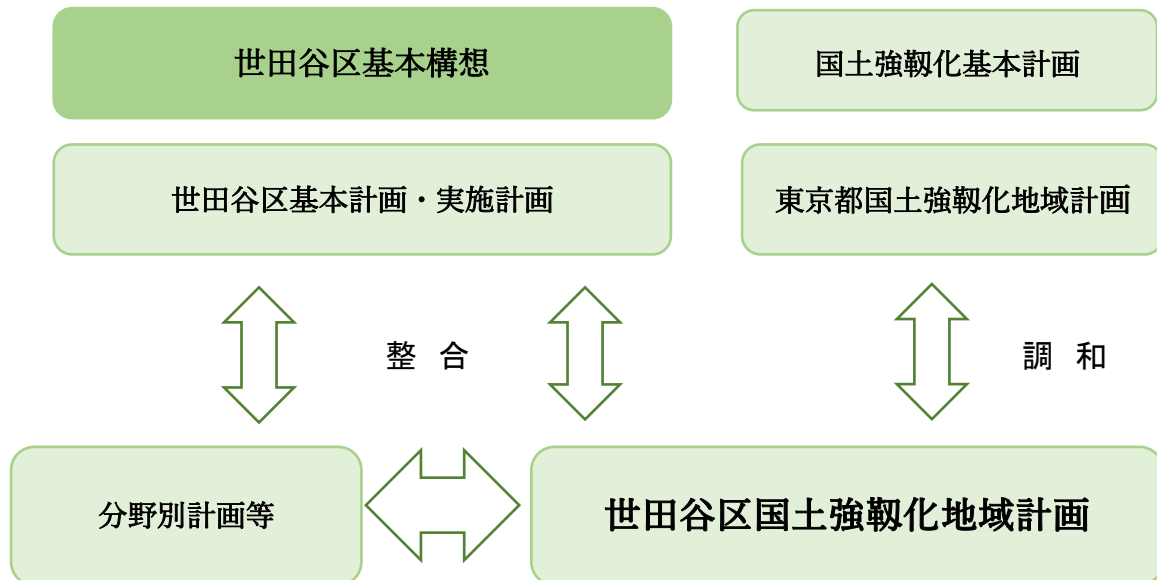 世田谷区基本構想
国土強靱化基本計画
世田谷区基本計画・実施計画
東京都国土強靱化地域計画
整 合
調 和
分野別計画等
世田谷区国土強靱化地域計画